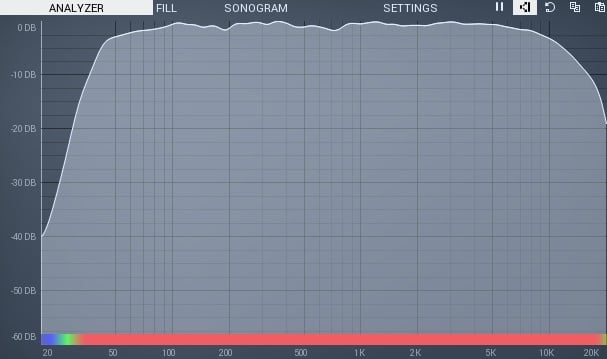 ANALYZER FILL SONOGRAM SETTINGS
0 DB
-10 DB
-20 DB
-30 DB
-40 DB
-50 DB
-60 DB
20 50 100 200 500 1K 2K 5K 10K 20K